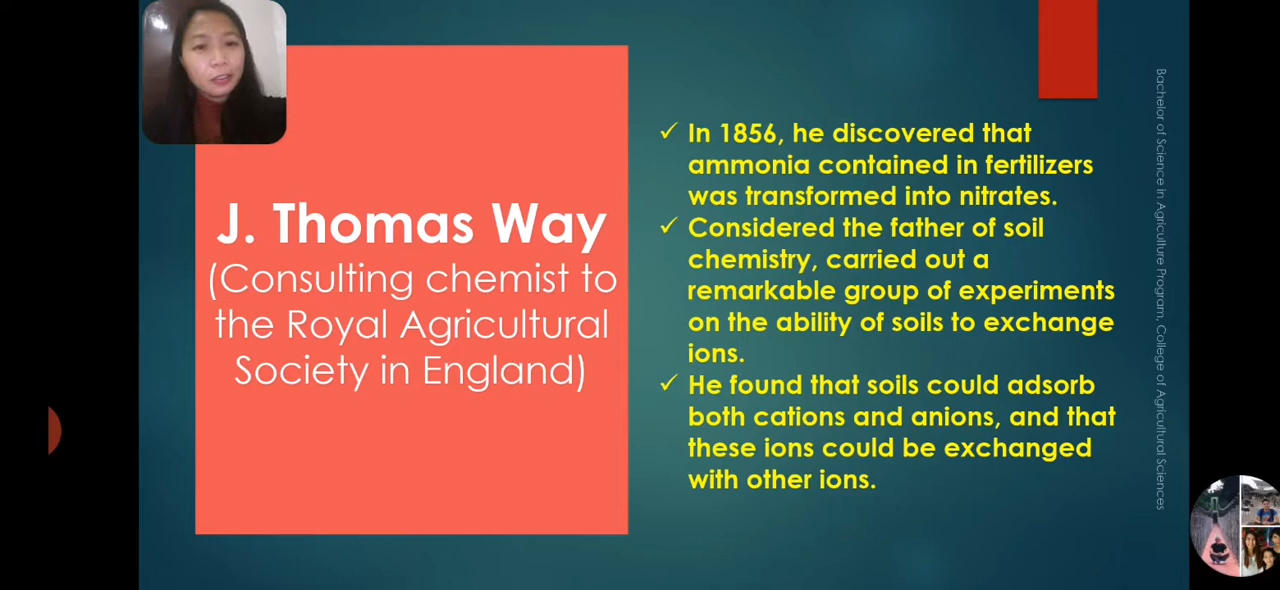 J. Thomas Way
(Consulting chemist to
the Royal Agricultural
Society in England)
✓ In 1856, he discovered that
ammonia contained in fertilizers
was transformed into nitrates.
✓ Considered the father of soil
chemistry, carried out a
remarkable group of experiments
on the ability of soils to exchange
ions.
✓ He found that soils could adsorb
both cations and anions, and that
these ions could be exchanged
with other ions.
Bachelor of Science in Agriculture Program, College of Agricultural Sciences